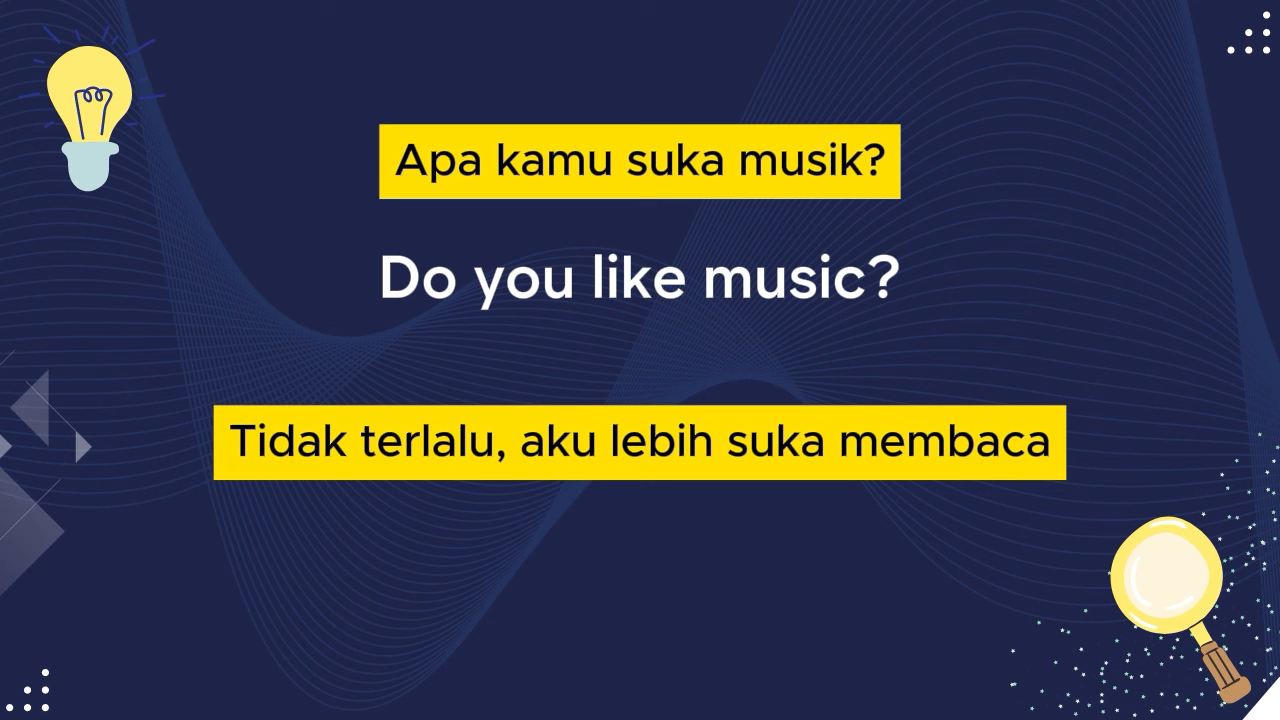 Apa kamu suka musik?
Do you like music?
Tidak terlalu, aku lebih suka membaca